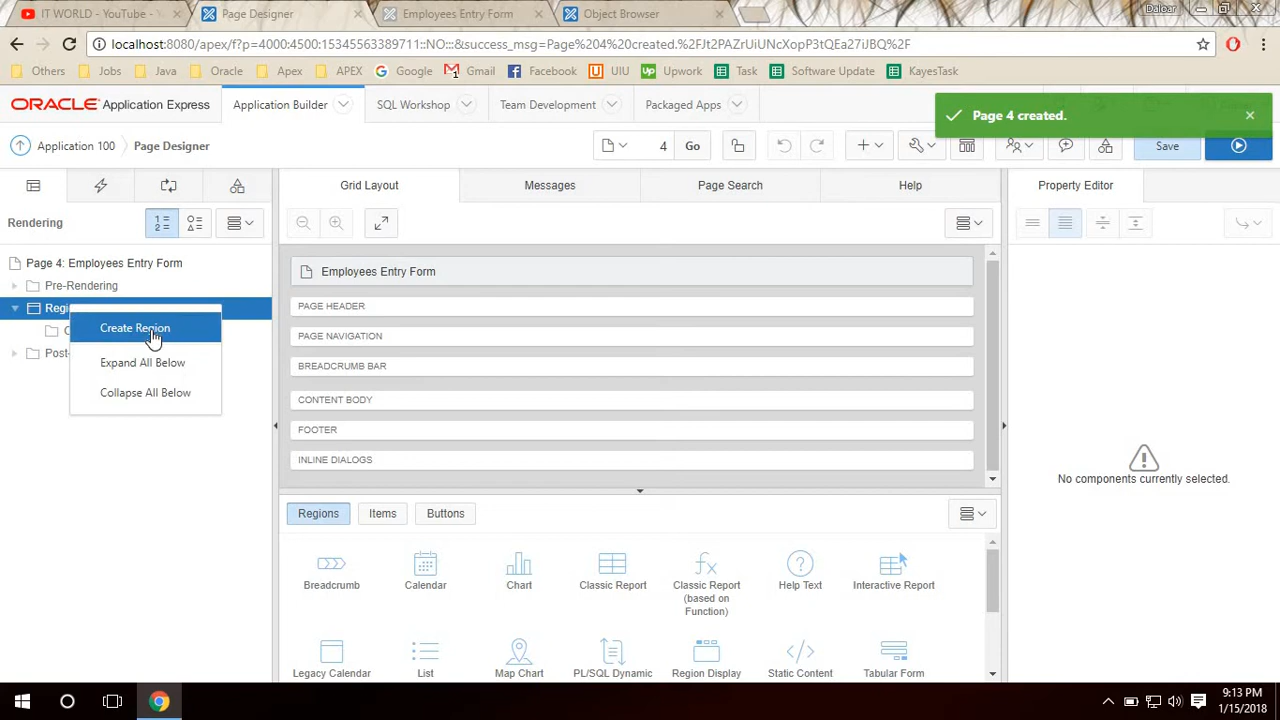 IT WORLD - YouTube -
Page Designer
Employees Entry Form
Object Browser
Daloar
localhost:8080/apex/f?p=4000:4500:15345563389711::NO:::&success_msg=Page%204%20created.%2FJt2PAZrUiUNcXopP3tQEa27iJBQ%2F
Others
Jobs
Java
Oracle
Apex
APEX
Google
Gmail
Facebook
UIU
Upwork
Task
Software Update
KayesTask
ORACLE Application Express
Application Builder
SQL Workshop
Team Development
Packaged Apps
Page 4 created.
Application 100
Page Designer
4
Go
Save
Grid Layout
Messages
Page Search
Help
Property Editor
Rendering
Page 4: Employees Entry Form
Pre-Rendering
Regi
C
Post-
Create Region
Expand All Below
Collapse All Below
Employees Entry Form
PAGE HEADER
PAGE NAVIGATION
BREADCRUMB BAR
CONTENT BODY
FOOTER
INLINE DIALOGS
No components currently selected.
Regions
Items
Buttons
Breadcrumb
Calendar
Chart
Classic Report
Classic Report
(based on
Function)
Help Text
Interactive Report
Legacy Calendar
List
Map Chart
PL/SQL Dynamic
Region Display
Static Content
Tabular Form
9:13 PM
1/15/2018